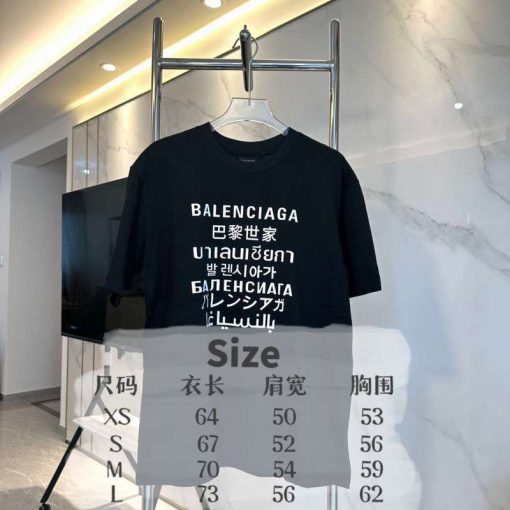 BALENCIAGA
巴黎世家
บาเลนเซียกา
발렌시아가
БАЛЕНСИАГА
バレンシアガ
بالنسياغا
Size
尺码 衣长 肩宽 胸围
XS 64 50 53
S 67 52 56
M 70 54 59
L 73 56 62